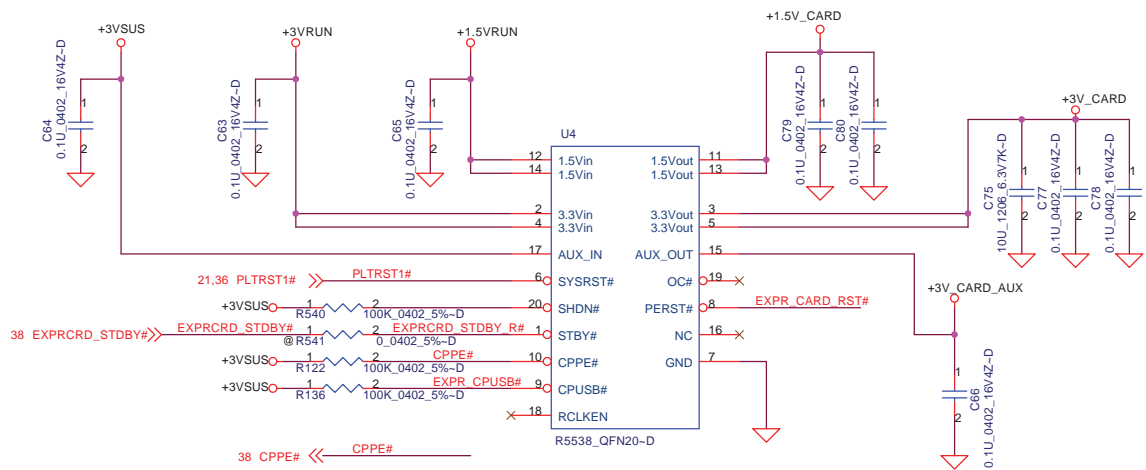 +3VSUS
+3VRUN
+1.5VRUN
+1.5V_CARD
+3V_CARD
C64
0.1U_0402_16V4Z~D
1
2
C63
0.1U_0402_16V4Z~D
1
2
C65
0.1U_0402_16V4Z~D
1
2
C79
0.1U_0402_16V4Z~D
1
2
C80
0.1U_0402_16V4Z~D
1
2
C75
10U_1206_6.3V7K~D
1
2
C77
0.1U_0402_16V4Z~D
1
2
C78
0.1U_0402_16V4Z~D
1
2
U4
12 1.5Vin 1.5Vout 11
14 1.5Vin 1.5Vout 13
2 3.3Vin 3.3Vout 3
4 3.3Vin 3.3Vout 5
17 AUX_IN AUX_OUT 15
21,36 PLTRST1# PLTRST1# 6 SYSRST# OC# 19
+3VSUS 1 2 20 SHDN# PERST# 8 EXPR_CARD_RST#
R540 100K_0402_5%~D
38 EXPRCRD_STDBY# EXPRCRD_STDBY# 1 2 EXPRCRD_STDBY_R# 1 STBY# NC 16
@R541 0_0402_5%~D
+3VSUS 1 2 CPPE# 10 CPPE# GND 7
R122 100K_0402_5%~D
+3VSUS 1 2 EXPR_CPUSB# 9 CPUSB#
R136 100K_0402_5%~D
18 RCLKEN
R5538_QFN20~D
+3V_CARD_AUX
C66
0.1U_0402_16V4Z~D
1
2
38 CPPE# CPPE#